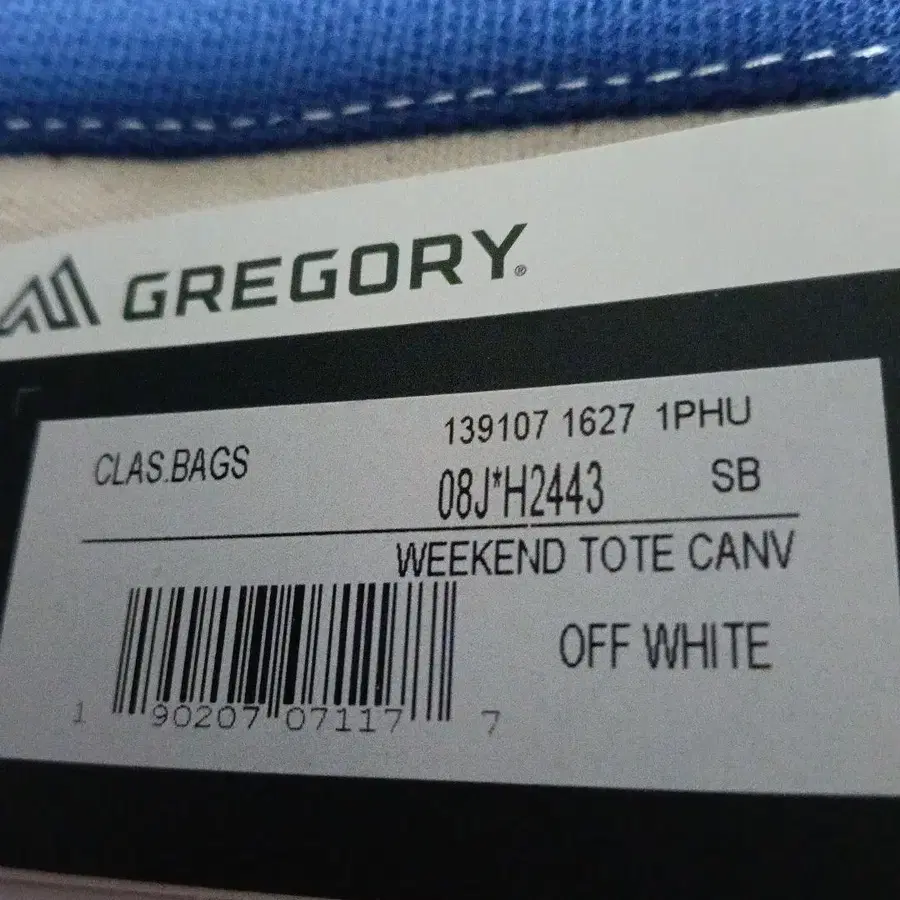 GREGORY®
139107 1627 1PHU
CLAS.BAGS
08J*H2443 SB
WEEKEND TOTE CANV
OFF WHITE
1 90207 07117 7